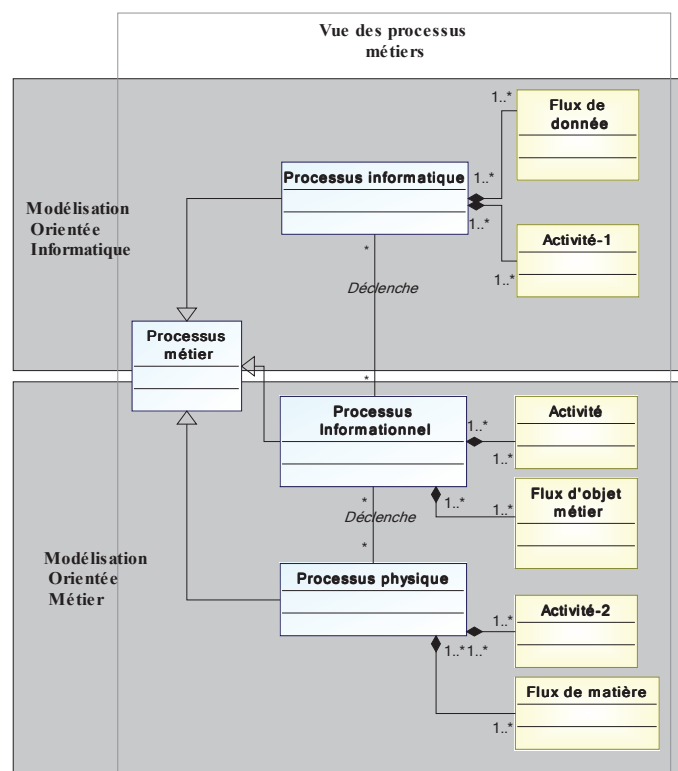 Vue des processus
métiers
1..*
Flux de
donnée
1..*
Processus informatique
Modélisation
Orientée
Informatique
1..*
Activité-1
*
1..*
Déclenche
Processus
métier
*
Processus
Informationnel
1..*
Activité
1..*
Flux d'objet
métier
*
1..*
1..*
Déclenche
*
Modélisation
Orientée
Métier
Processus physique
Activité-2
1..*
1..*
1..*
Flux de matière
1..*